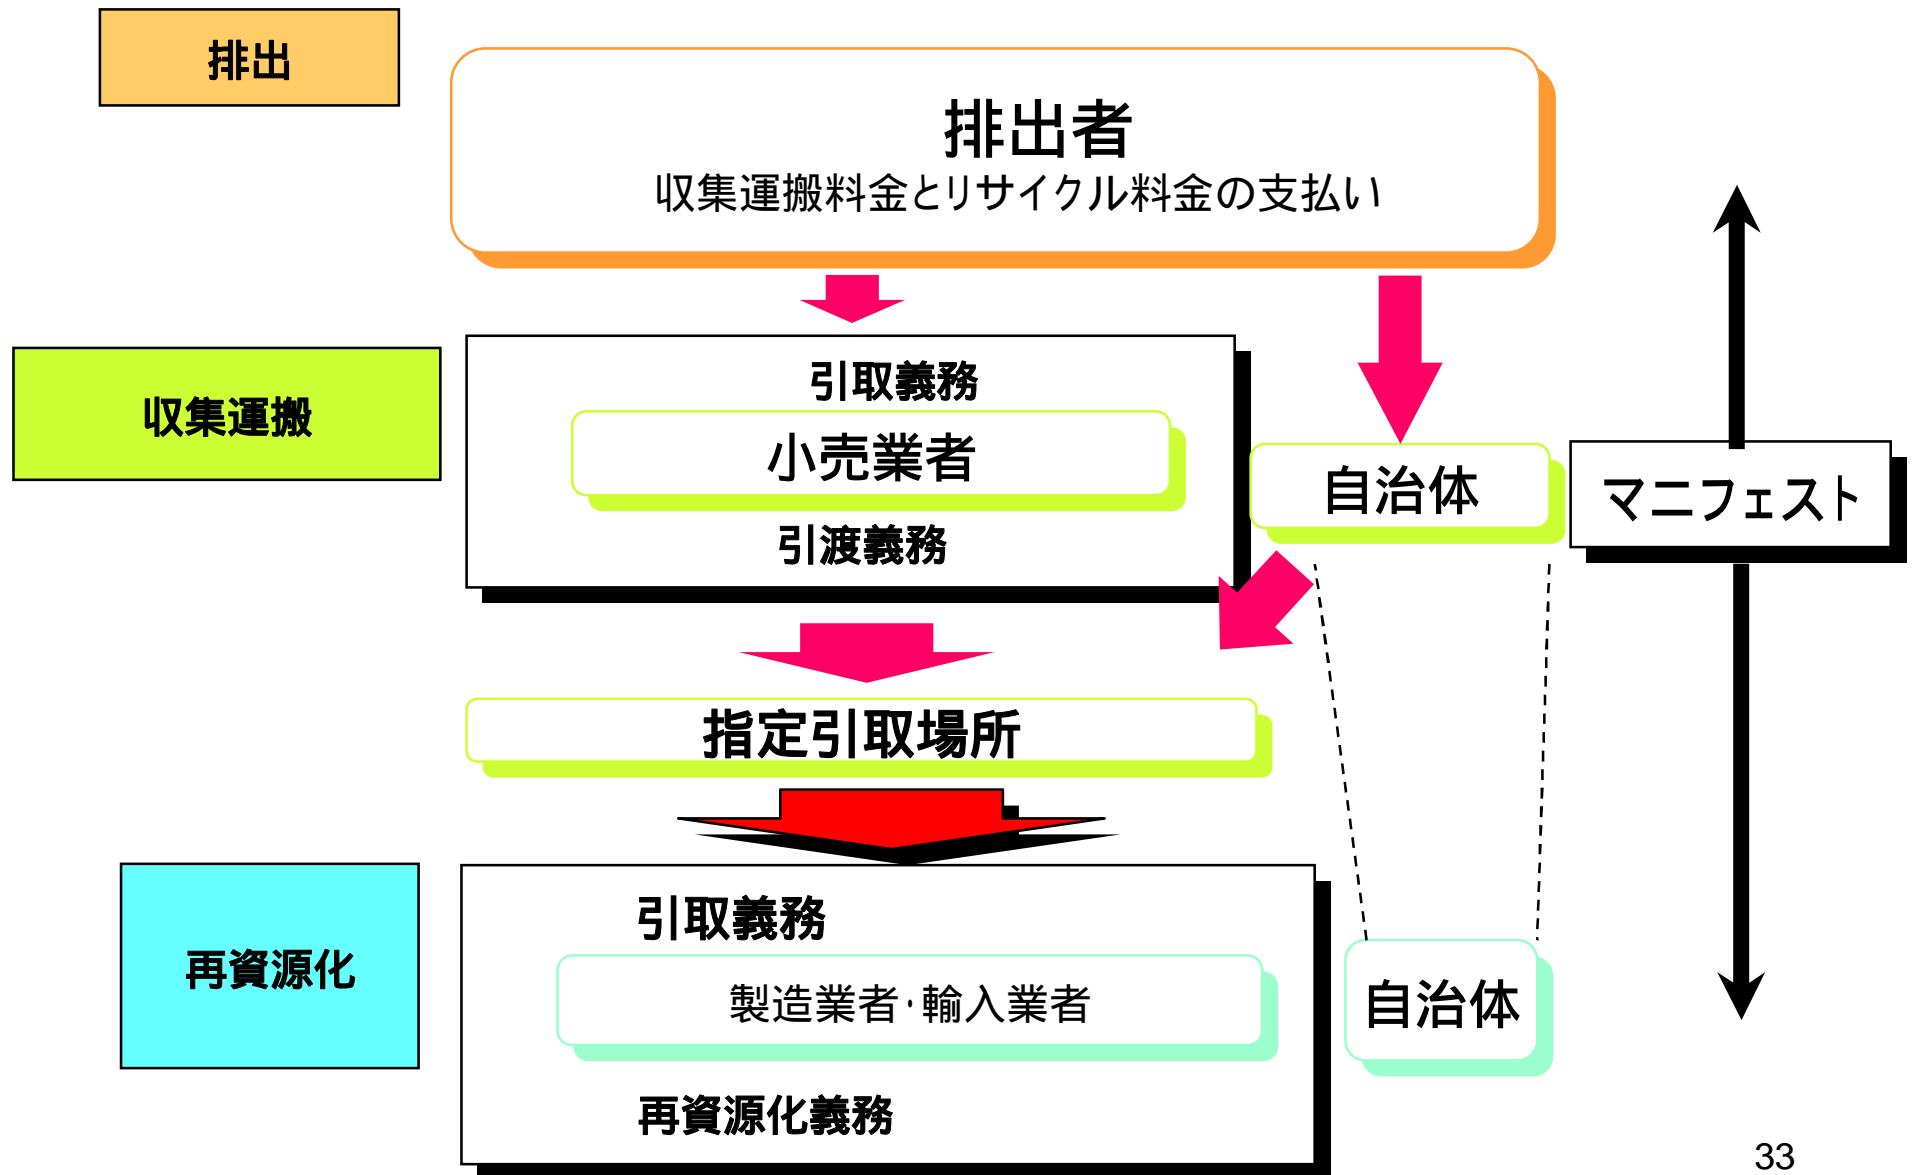 排出
排出者
収集運搬料金とリサイクル料金の支払い
収集運搬
引取義務
小売業者
引渡義務
自治体
マニフェスト
指定引取場所
再資源化
引取義務
製造業者･輸入業者
再資源化義務
自治体
33